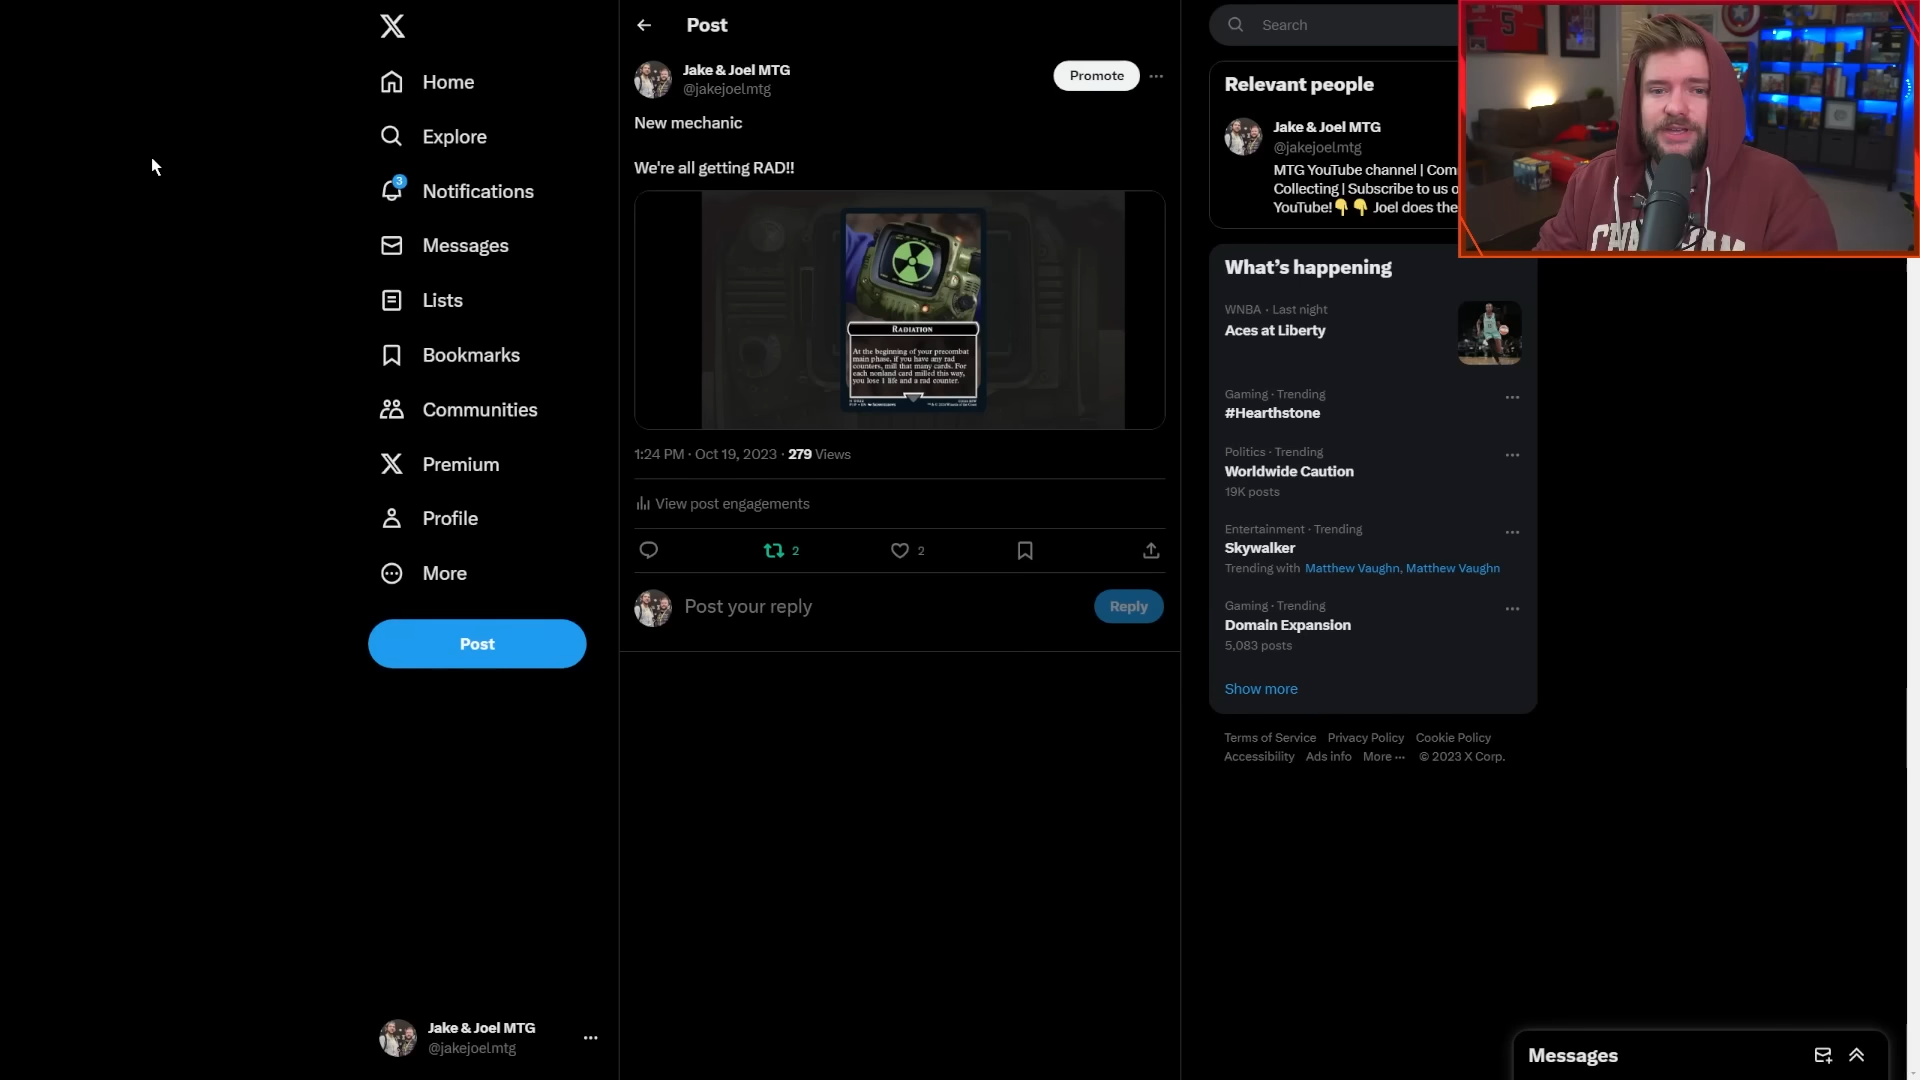 Home
Explore
3
Notifications
Messages
Lists
Bookmarks
Communities
Premium
Profile
More
Post
Jake & Joel MTG
@jakejoelmtg
Post
Jake & Joel MTG
@jakejoelmtg
Promote
New mechanic
We're all getting RAD!!
RADIATION
At the beginning of your precombat
main phase, if you have any rad
counters, mill that many cards. For
each nonland card milled this way,
you lose 1 life and a rad counter.
1:24 PM · Oct 19, 2023 · 279 Views
View post engagements
2
2
Post your reply
Reply
Search
Relevant people
Jake & Joel MTG
@jakejoelmtg
MTG YouTube channel | Com
Collecting | Subscribe to us o
YouTube!👇👇 Joel does the
What's happening
WNBA · Last night
Aces at Liberty
Gaming · Trending
#Hearthstone
Politics · Trending
Worldwide Caution
19K posts
Entertainment · Trending
Skywalker
Trending with Matthew Vaughn, Matthew Vaughn
Gaming · Trending
Domain Expansion
5,083 posts
Show more
Terms of Service Privacy Policy Cookie Policy
Accessibility Ads info More ··· © 2023 X Corp.
Messages
5